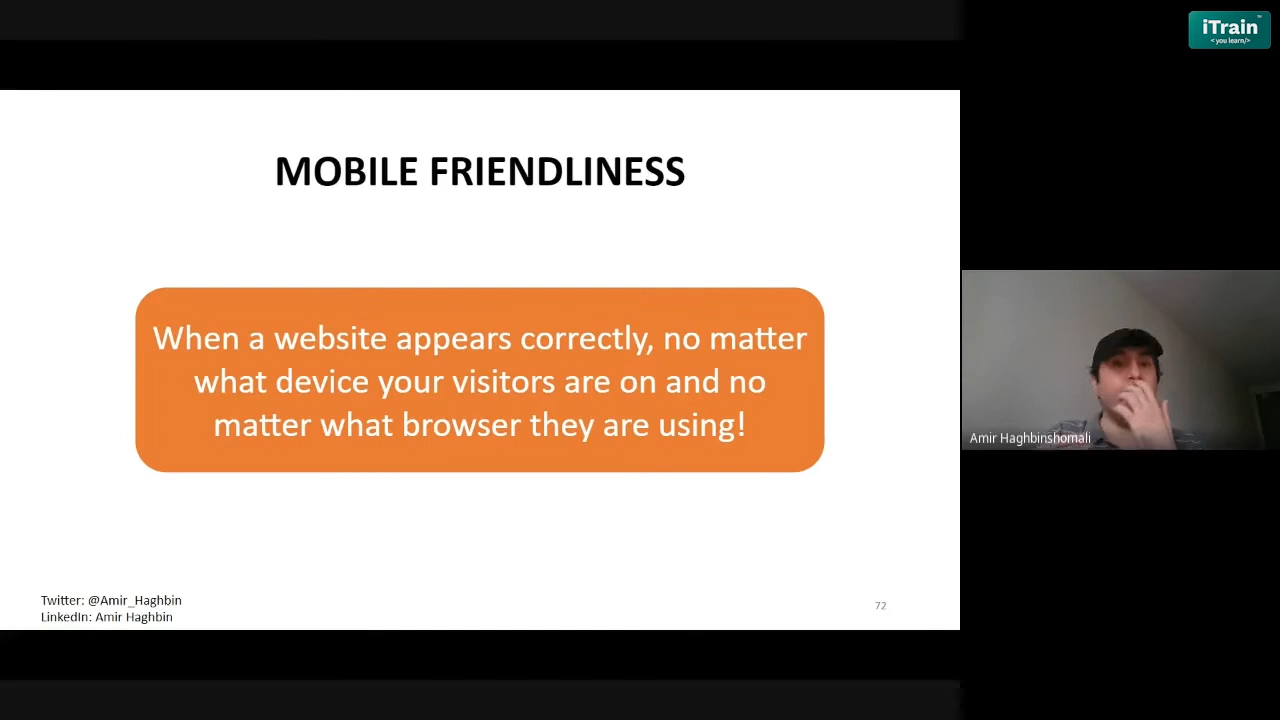 iTrain
< you learn/>
MOBILE FRIENDLINESS
When a website appears correctly, no matter
what device your visitors are on and no
matter what browser they are using!
Amir Haghbinshomali
Twitter: @Amir_Haghbin
LinkedIn: Amir Haghbin
72